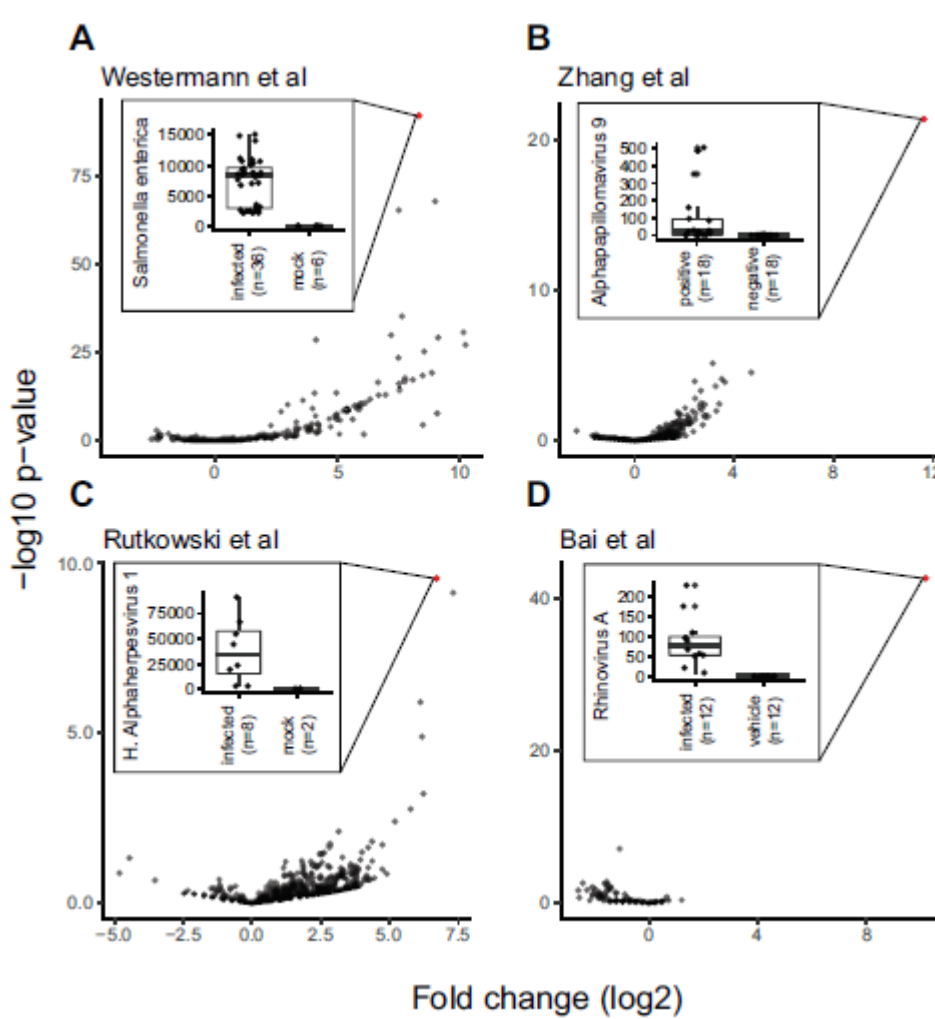 A
Westermann et al
Salmonella enterica
15000
10000
5000
0
infected
(n=36)
mock
(n=6)
75
50
25
0
0
5
10
B
Zhang et al
Alphapapillomavirus 9
500
400
300
200
100
0
positive
(n=18)
negative
(n=18)
20
10
0
0
4
8
12
−log10 p−value
C
Rutkowski et al
H. Alphaherpesvirus 1
75000
50000
25000
0
infected
(n=8)
mock
(n=2)
10.0
5.0
0.0
−5.0
−2.5
0.0
2.5
5.0
7.5
D
Bai et al
Rhinovirus A
200
150
100
50
0
infected
(n=12)
vehicle
(n=12)
40
20
0
0
4
8
Fold change (log2)